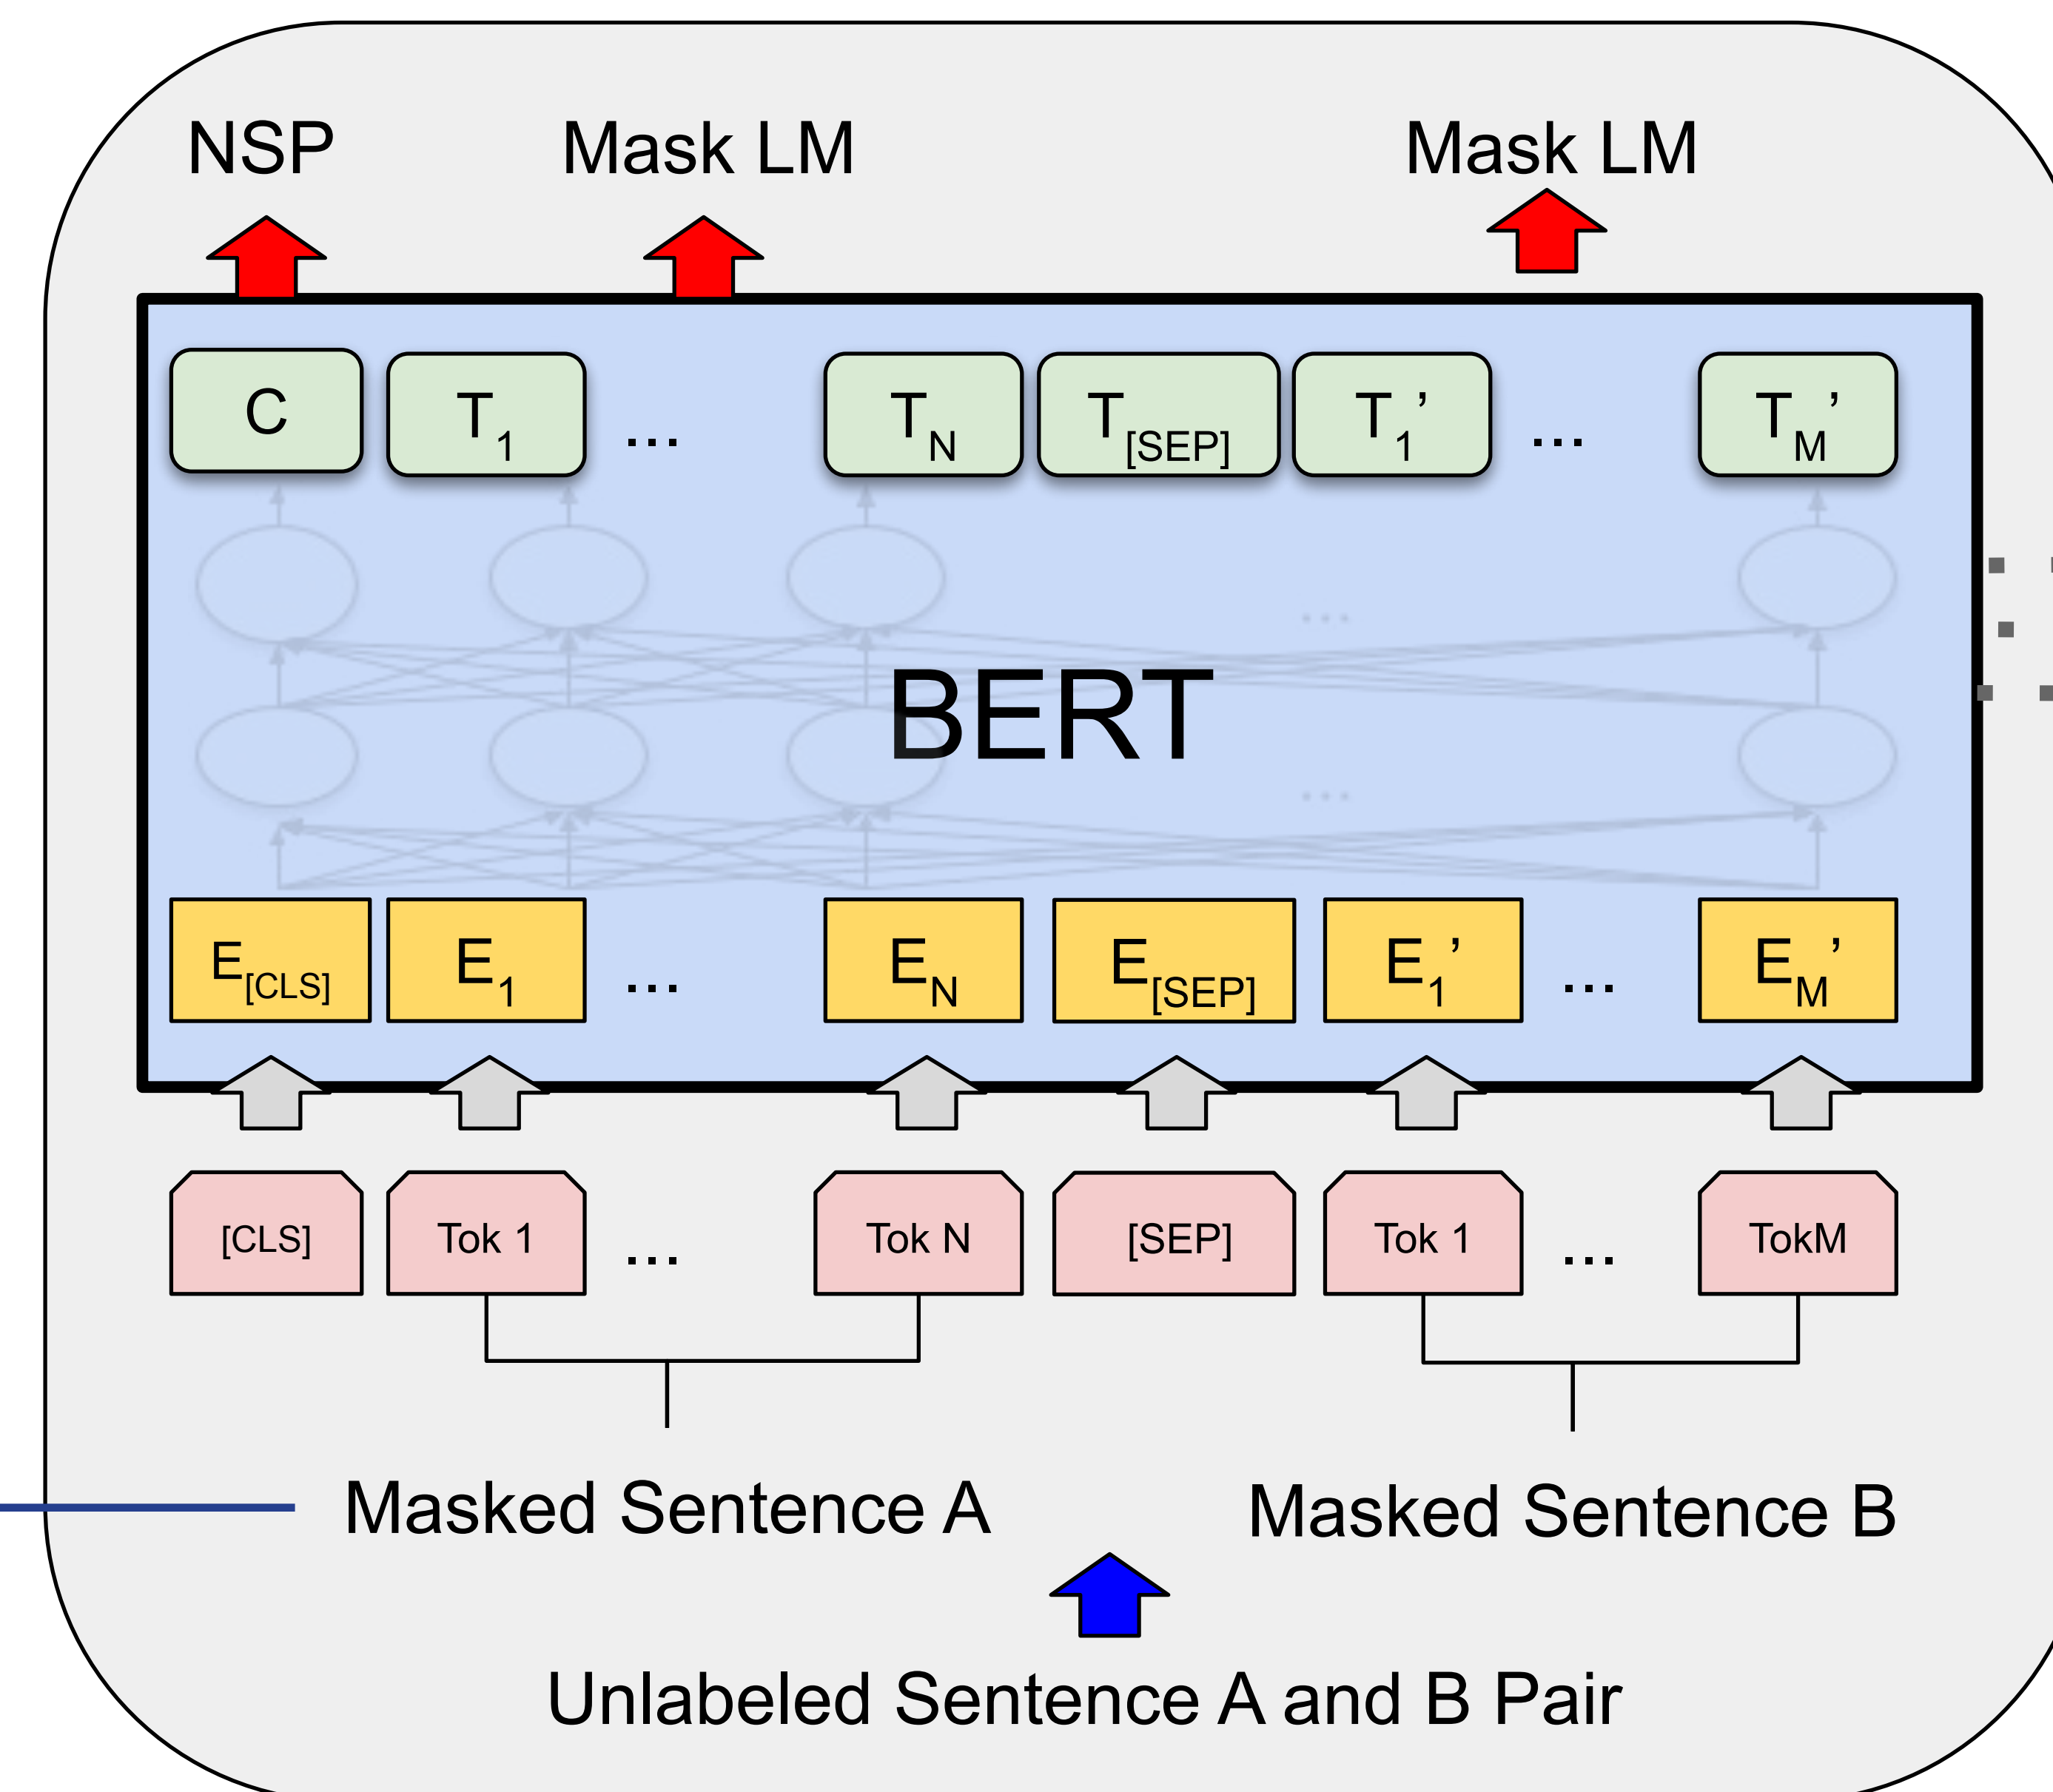 NSP Mask LM Mask LM
C T1 ... TN T[SEP] T1’ ... TM’
...
BERT
...
E[CLS] E1 ... EN E[SEP] E1’ ... EM’
[CLS] Tok 1 ... Tok N [SEP] Tok 1 ... TokM
Masked Sentence A Masked Sentence B
Unlabeled Sentence A and B Pair